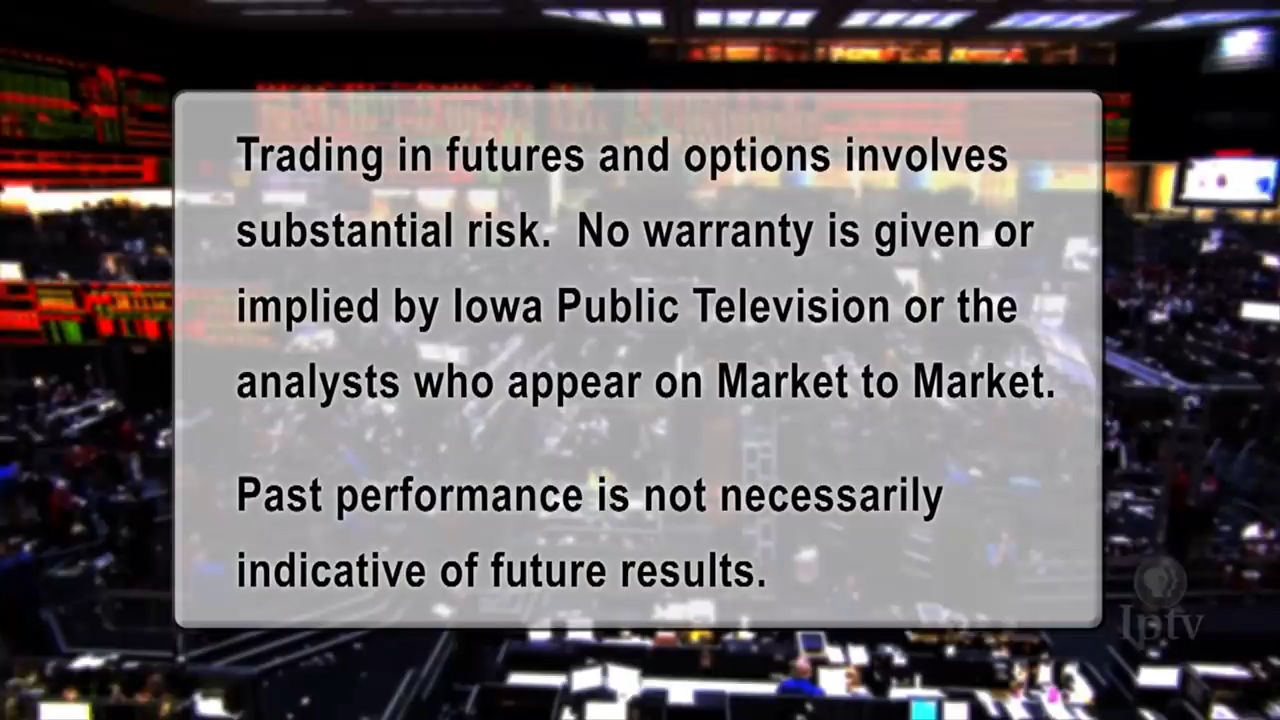 Trading in futures and options involves
substantial risk.  No warranty is given or
implied by Iowa Public Television or the
analysts who appear on Market to Market.
Past performance is not necessarily
indicative of future results.
Iptv